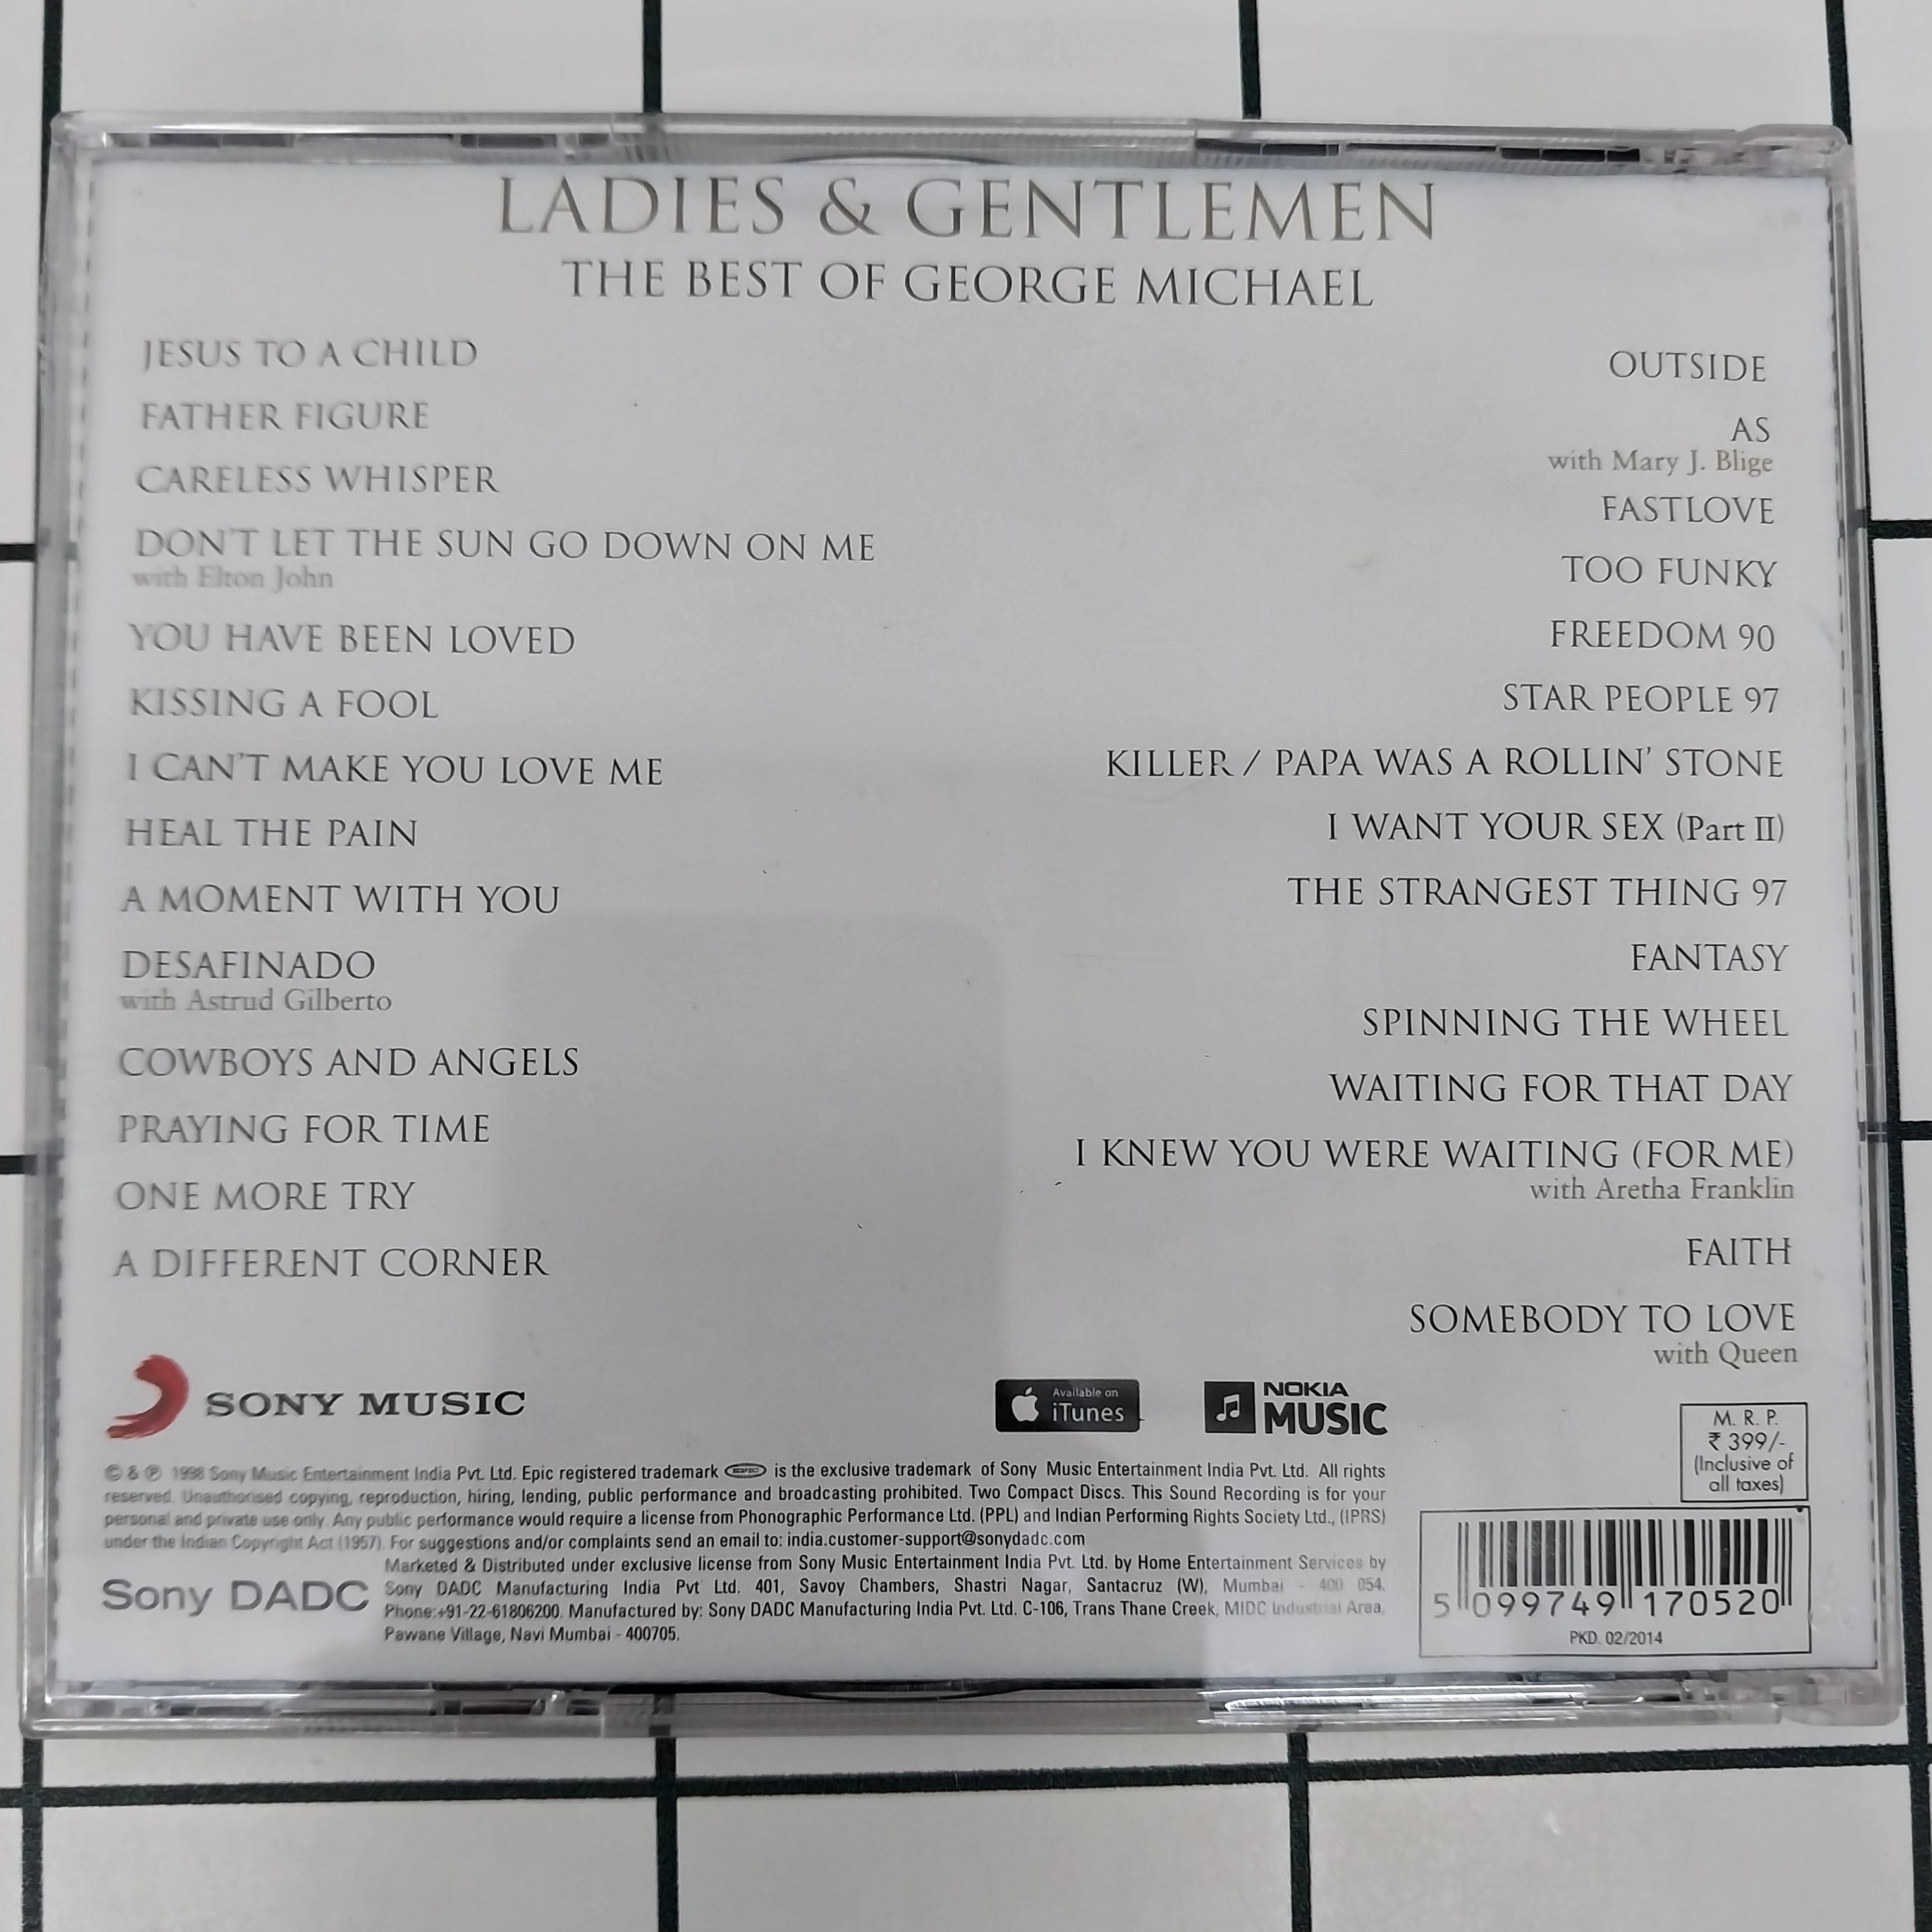 LADIES & GENTLEMEN
THE BEST OF GEORGE MICHAEL
JESUS TO A CHILD
FATHER FIGURE
CARELESS WHISPER
DON'T LET THE SUN GO DOWN ON ME
with Elton John
YOU HAVE BEEN LOVED
KISSING A FOOL
I CAN'T MAKE YOU LOVE ME
HEAL THE PAIN
A MOMENT WITH YOU
DESAFINADO
with Astrud Gilberto
COWBOYS AND ANGELS
PRAYING FOR TIME
ONE MORE TRY
A DIFFERENT CORNER
OUTSIDE
AS
with Mary J. Blige
FASTLOVE
TOO FUNKY
FREEDOM 90
STAR PEOPLE 97
KILLER / PAPA WAS A ROLLIN' STONE
I WANT YOUR SEX (Part II)
THE STRANGEST THING 97
FANTASY
SPINNING THE WHEEL
WAITING FOR THAT DAY
I KNEW YOU WERE WAITING (FOR ME)
with Aretha Franklin
FAITH
SOMEBODY TO LOVE
with Queen
SONY MUSIC
Available on
iTunes
NOKIA
MUSIC
M. R. P.
₹ 399/-
(Inclusive of
all taxes)
© & ℗ 1998 Sony Music Entertainment India Pvt. Ltd. Epic registered trademark EPIC is the exclusive trademark of Sony Music Entertainment India Pvt. Ltd. All rights
reserved. Unauthorised copying, reproduction, hiring, lending, public performance and broadcasting prohibited. Two Compact Discs. This Sound Recording is for your
personal and private use only. Any public performance would require a license from Phonographic Performance Ltd. (PPL) and Indian Performing Rights Society Ltd., (IPRS)
under the Indian Copyright Act (1957). For suggestions and/or complaints send an email to: india.customer-support@sonydadc.com
Sony DADC
Marketed & Distributed under exclusive license from Sony Music Entertainment India Pvt. Ltd. by Home Entertainment Services by
Sony DADC Manufacturing India Pvt Ltd. 401, Savoy Chambers, Shastri Nagar, Santacruz (W), Mumbai - 400 054.
Phone:+91-22-61806200. Manufactured by: Sony DADC Manufacturing India Pvt. Ltd. C-106, Trans Thane Creek, MIDC Industrial Area,
Pawane Village, Navi Mumbai - 400705.
5 099749 170520
PKD. 02/2014